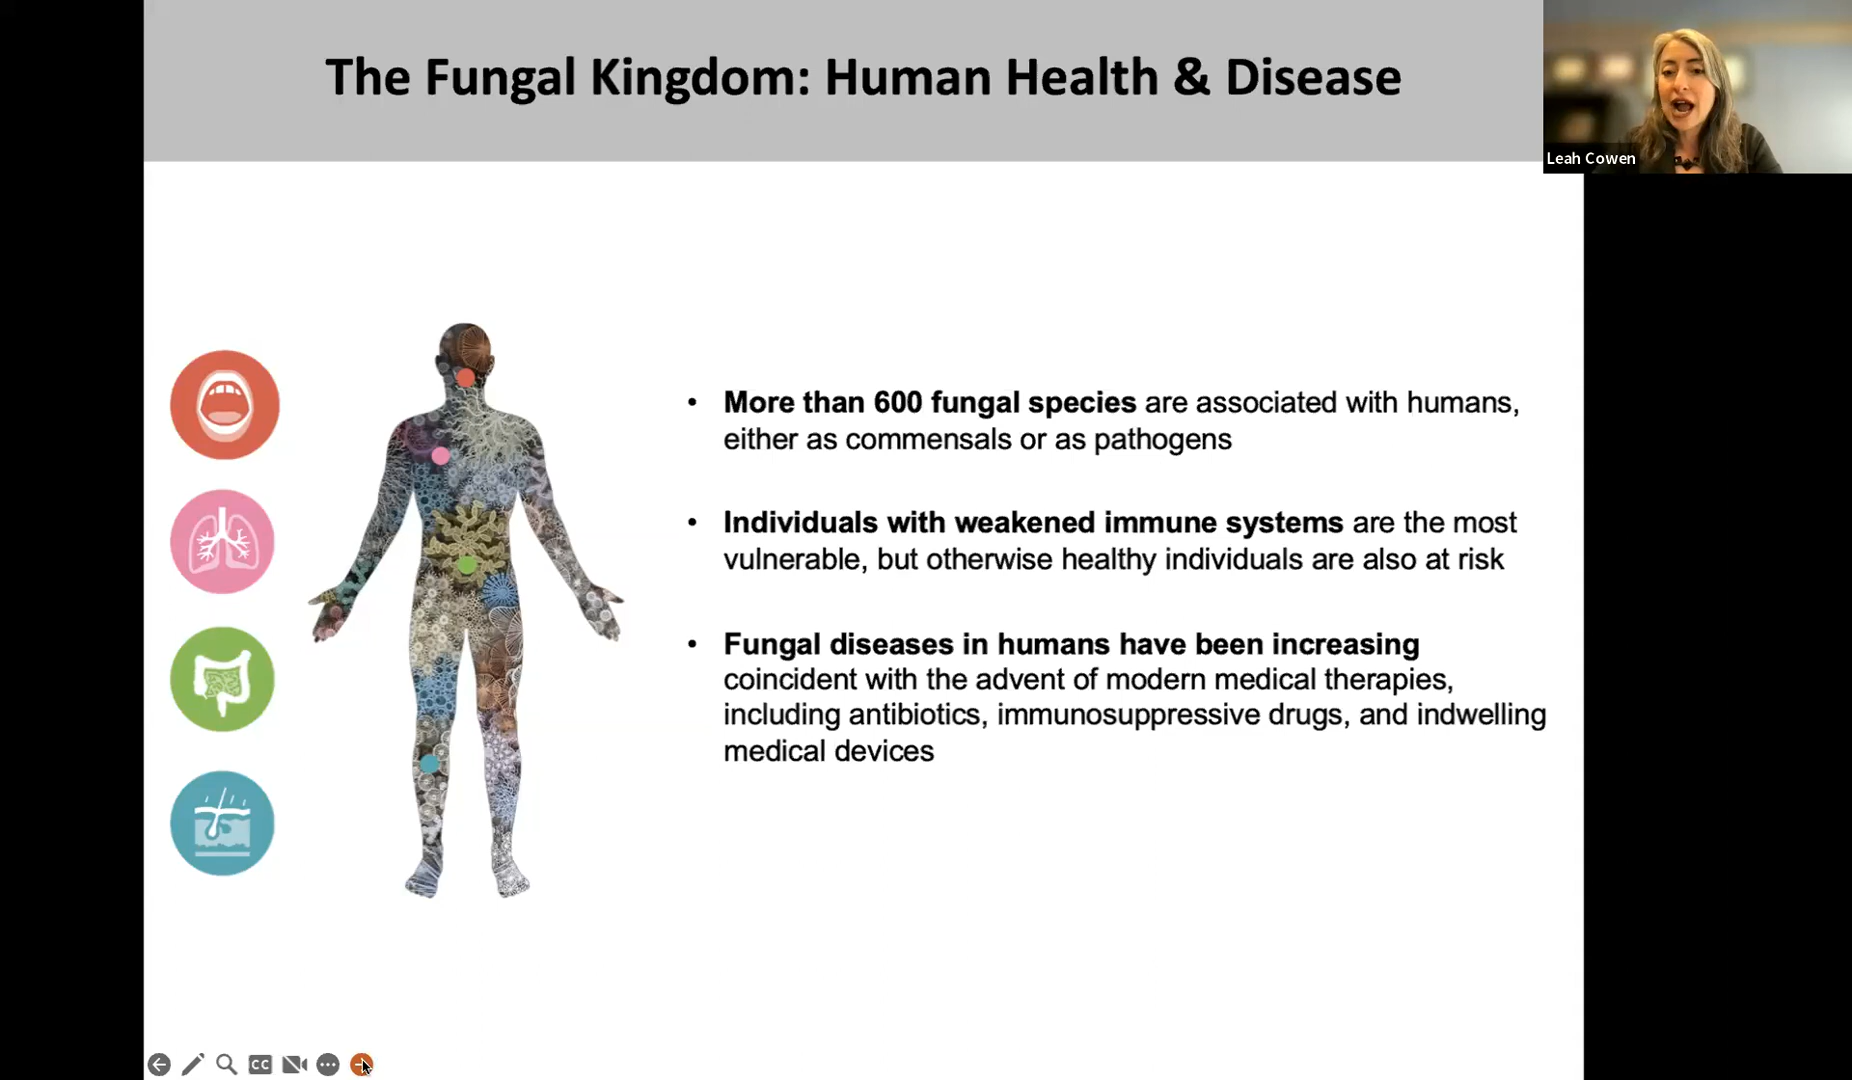 The Fungal Kingdom: Human Health & Disease
Leah Cowen
• More than 600 fungal species are associated with humans,
either as commensals or as pathogens
• Individuals with weakened immune systems are the most
vulnerable, but otherwise healthy individuals are also at risk
• Fungal diseases in humans have been increasing
coincident with the advent of modern medical therapies,
including antibiotics, immunosuppressive drugs, and indwelling
medical devices
CC